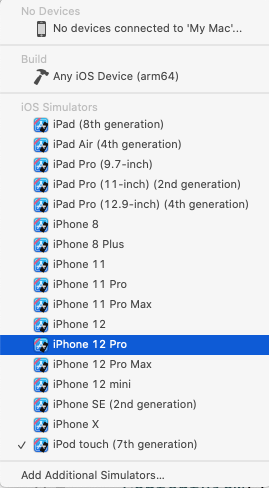 No Devices
No devices connected to 'My Mac'...
Build
Any iOS Device (arm64)
iOS Simulators
iPad (8th generation)
iPad Air (4th generation)
iPad Pro (9.7-inch)
iPad Pro (11-inch) (2nd generation)
iPad Pro (12.9-inch) (4th generation)
iPhone 8
iPhone 8 Plus
iPhone 11
iPhone 11 Pro
iPhone 11 Pro Max
iPhone 12
iPhone 12 Pro
iPhone 12 Pro Max
iPhone 12 mini
iPhone SE (2nd generation)
iPhone X
✓ iPod touch (7th generation)
Add Additional Simulators...